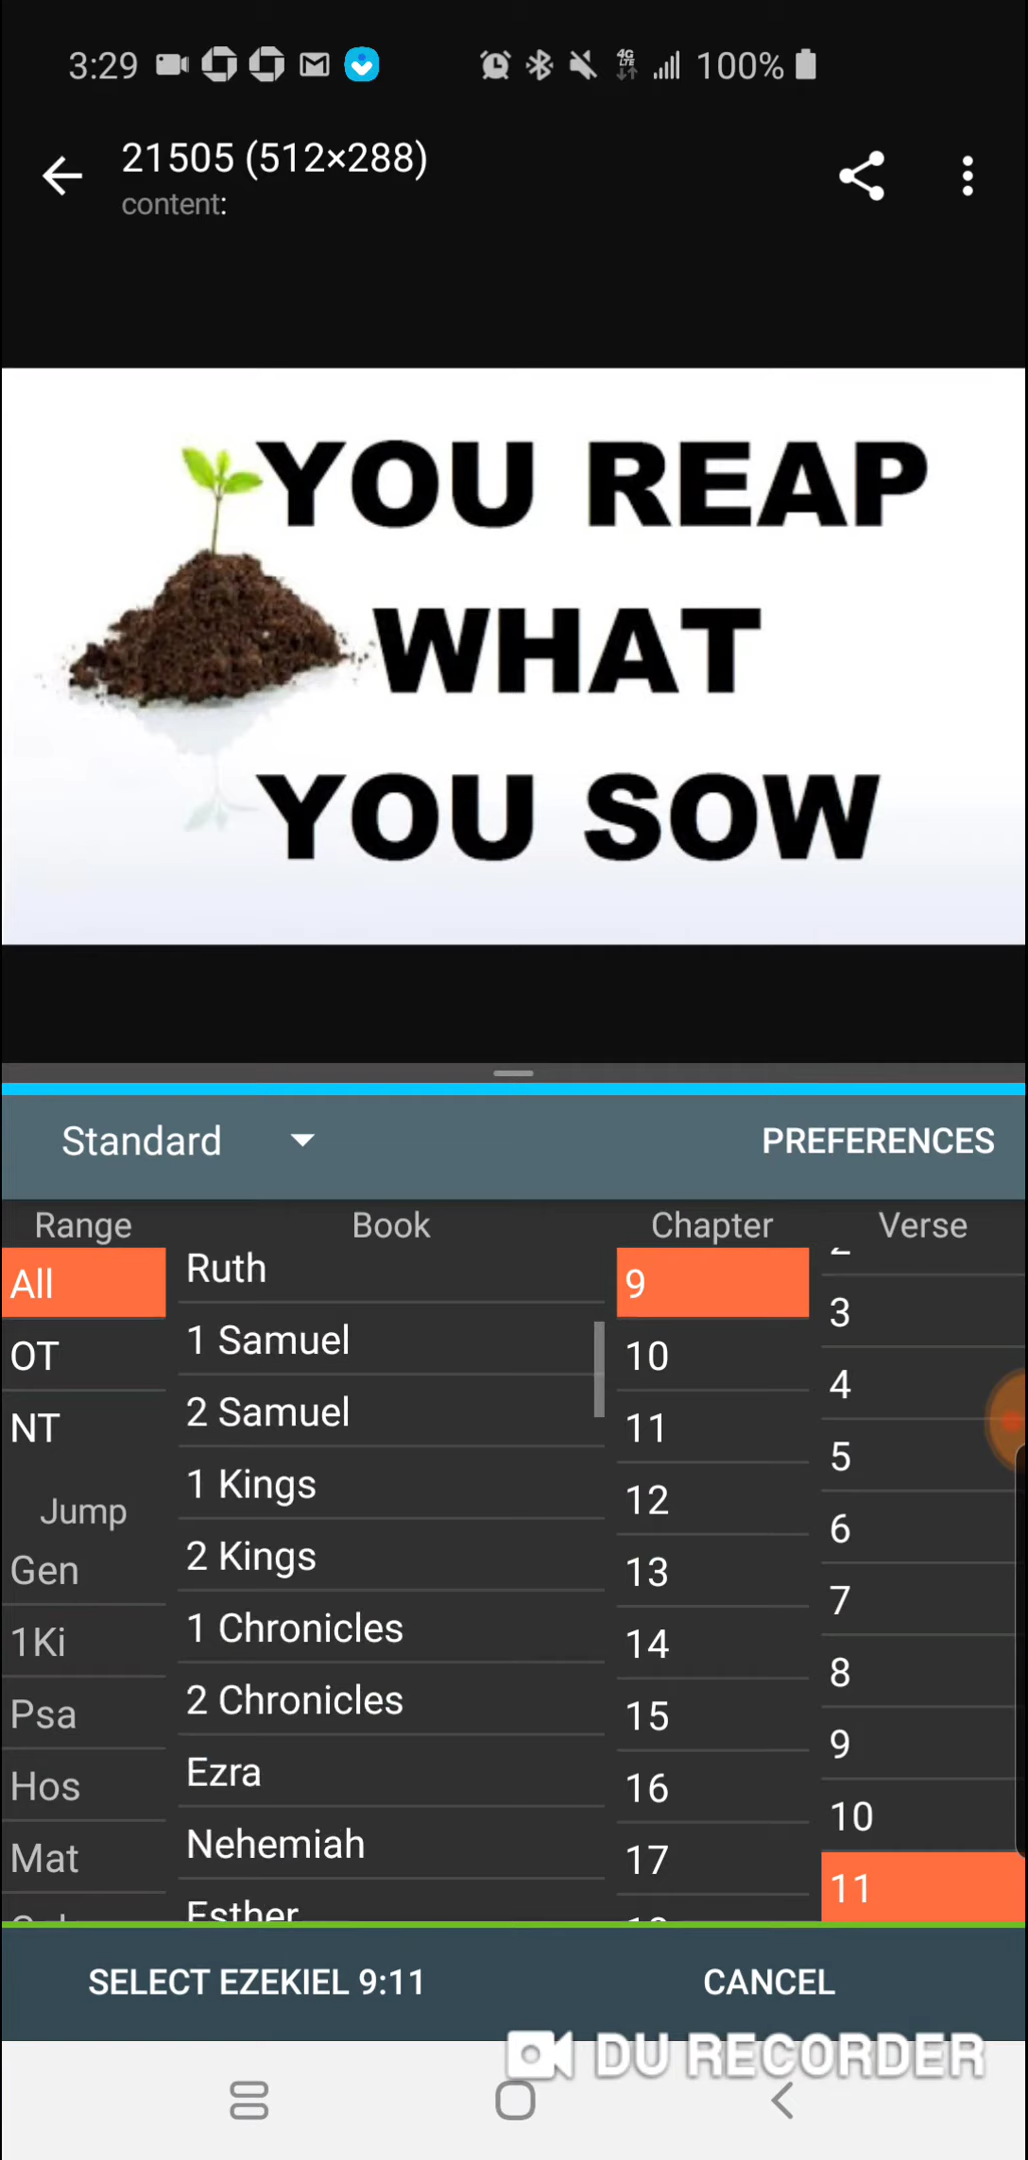 3:29 4G LTE 100%
21505 (512×288)
content:
YOU REAP
WHAT
YOU SOW
Standard PREFERENCES
Range Book Chapter Verse
All Ruth 9
OT 1 Samuel 10 3
NT 2 Samuel 11 4
1 Kings 12 5
Jump 2 Kings 13 6
Gen 1 Chronicles 14 7
1Ki 2 Chronicles 15 8
Psa Ezra 16 9
Hos Nehemiah 17 10
Mat Esther 11
SELECT EZEKIEL 9:11 CANCEL
DU RECORDER